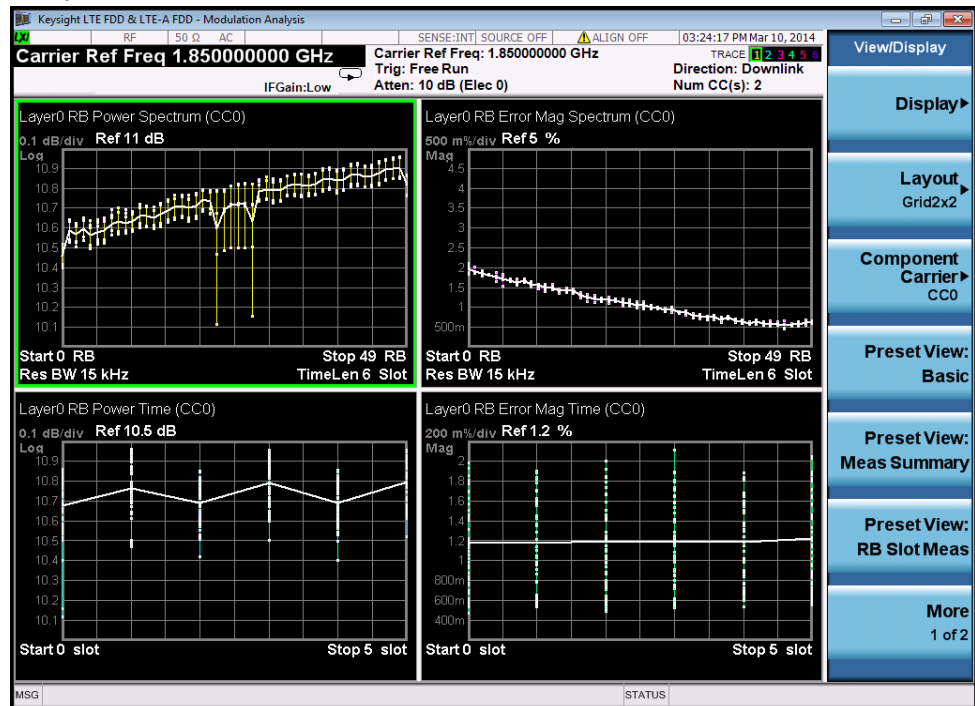 Keysight LTE FDD & LTE-A FDD - Modulation Analysis
LXI RF 50 Ω AC SENSE:INT SOURCE OFF ALIGN OFF 03:24:17 PM Mar 10, 2014
Carrier Ref Freq 1.850000000 GHz
IFGain:Low
Carrier Ref Freq: 1.850000000 GHz
Trig: Free Run
Atten: 10 dB (Elec 0)
TRACE 1 2 3 4 5 6
Direction: Downlink
Num CC(s): 2
Layer0 RB Power Spectrum (CC0)
0.1 dB/div Ref 11 dB
Log
10.9
10.8
10.7
10.6
10.5
10.4
10.3
10.2
10.1
Start 0 RB Stop 49 RB
Res BW 15 kHz TimeLen 6 Slot
Layer0 RB Error Mag Spectrum (CC0)
500 m%/div Ref 5 %
Mag
4.5
4
3.5
3
2.5
2
1.5
1
500m
Start 0 RB Stop 49 RB
Res BW 15 kHz TimeLen 6 Slot
Layer0 RB Power Time (CC0)
0.1 dB/div Ref 10.5 dB
Log
10.9
10.8
10.7
10.6
10.5
10.4
10.3
10.2
10.1
Start 0 slot Stop 5 slot
Layer0 RB Error Mag Time (CC0)
200 m%/div Ref 1.2 %
Mag
2
1.8
1.6
1.4
1.2
1
800m
600m
400m
Start 0 slot Stop 5 slot
View/Display
Display
Layout
Grid2x2
Component
Carrier
CC0
Preset View:
Basic
Preset View:
Meas Summary
Preset View:
RB Slot Meas
More
1 of 2
MSG STATUS